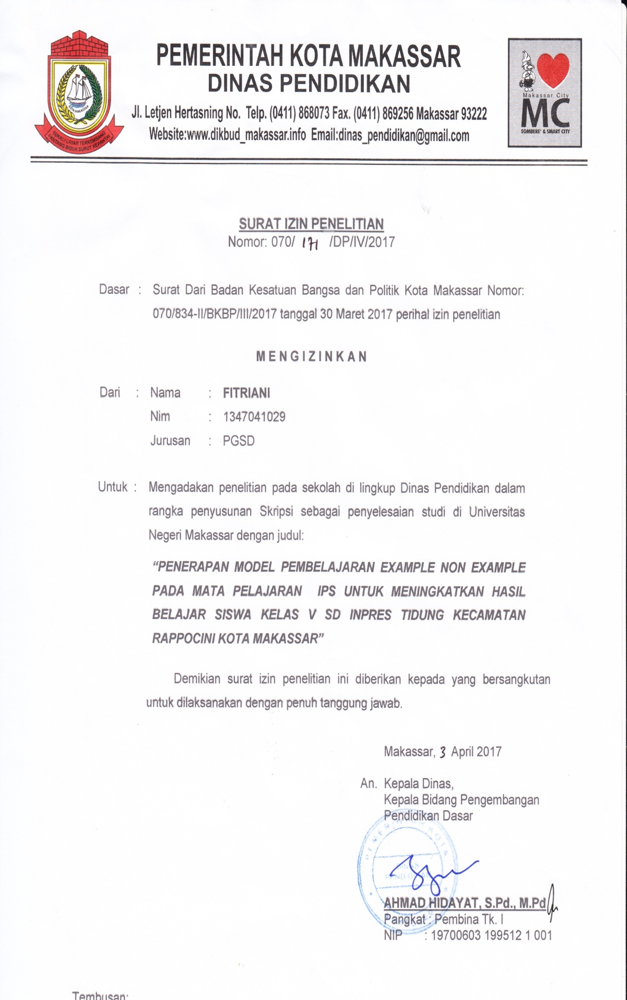 PEMERINTAH KOTA MAKASSAR
DINAS PENDIDIKAN
Jl. Letjen Hertasning No. Telp. (0411) 868073 Fax. (0411) 869256 Makassar 93222
Website:www.dikbud_makassar.info Email:dinas_pendidikan@gmail.com
KOTA MAKASSAR
SEKALI LAYAR TERKEMBANG
PANTANG BIDUK SURUT KEPANTAI
Makassar City
MC
SOMBERE' & SMART CITY
SURAT IZIN PENELITIAN
Nomor: 070/ 171 /DP/IV/2017
Dasar : Surat Dari Badan Kesatuan Bangsa dan Politik Kota Makassar Nomor:
070/834-II/BKBP/III/2017 tanggal 30 Maret 2017 perihal izin penelitian
MENGIZINKAN
Dari : Nama : FITRIANI
Nim : 1347041029
Jurusan : PGSD
Untuk : Mengadakan penelitian pada sekolah di lingkup Dinas Pendidikan dalam
rangka penyusunan Skripsi sebagai penyelesaian studi di Universitas
Negeri Makassar dengan judul:
“PENERAPAN MODEL PEMBELAJARAN EXAMPLE NON EXAMPLE
PADA MATA PELAJARAN IPS UNTUK MENINGKATKAN HASIL
BELAJAR SISWA KELAS V SD INPRES TIDUNG KECAMATAN
RAPPOCINI KOTA MAKASSAR”
Demikian surat izin penelitian ini diberikan kepada yang bersangkutan
untuk dilaksanakan dengan penuh tanggung jawab.
Makassar, 3 April 2017
An. Kepala Dinas,
Kepala Bidang Pengembangan
Pendidikan Dasar
PEMERINTAH KOTA
DINAS
PENDIDIKAN
AHMAD HIDAYAT, S.Pd., M.Pd
Pangkat : Pembina Tk. I
NIP : 19700603 199512 1 001
Tembusan: